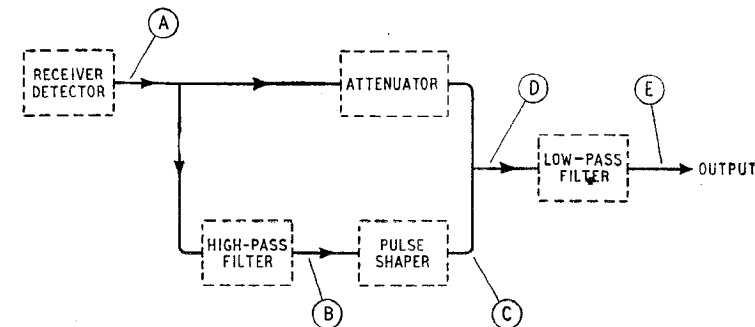 A
RECEIVER
DETECTOR
ATTENUATOR
D
E
LOW-PASS
FILTER
OUTPUT
HIGH-PASS
FILTER
PULSE
SHAPER
B
C